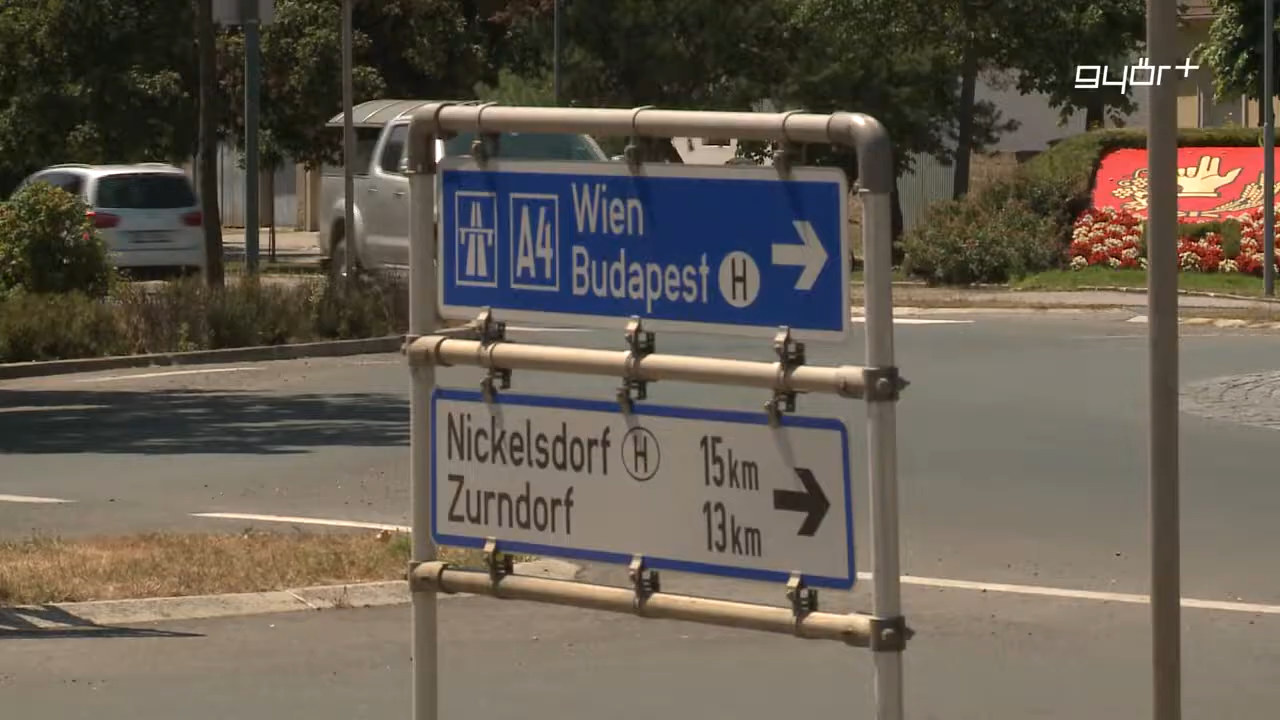 győr+
A4
Wien
Budapest H
Nickelsdorf H 15 km
Zurndorf 13 km